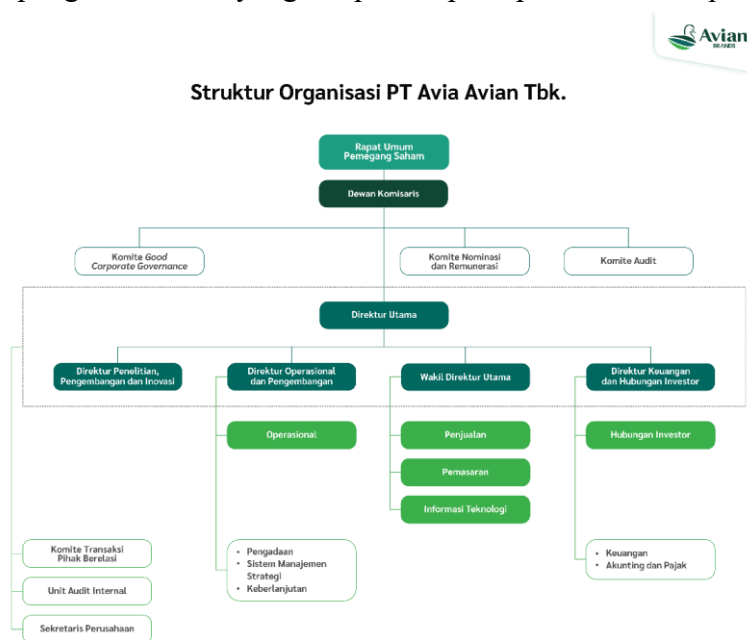 Avian
BRANDS
Struktur Organisasi PT Avia Avian Tbk.
Rapat Umum
Pemegang Saham
Dewan Komisaris
Komite Good
Corporate Governance
Komite Nominasi
dan Remunerasi
Komite Audit
Direktur Utama
Direktur Penelitian,
Pengembangan dan Inovasi
Direktur Operasional
dan Pengembangan
Wakil Direktur Utama
Direktur Keuangan
dan Hubungan Investor
Operasional
Penjualan
Hubungan Investor
Pemasaran
Informasi Teknologi
Komite Transaksi
Pihak Berelasi
• Pengadaan
• Sistem Manajemen
Strategi
• Keberlanjutan
• Keuangan
• Akunting dan Pajak
Unit Audit Internal
Sekretaris Perusahaan